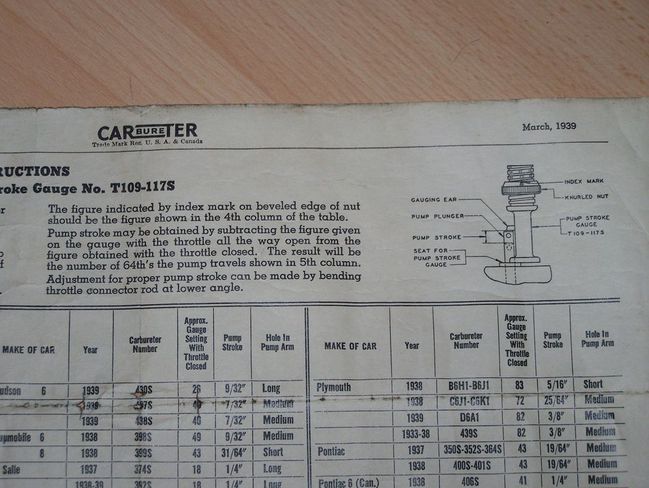 CARBURETER
Trade Mark Reg. U. S. A. & Canada
March, 1939
RUCTIONS
roke Gauge No. T109-117S
The figure indicated by index mark on beveled edge of nut
should be the figure shown in the 4th column of the table.
Pump stroke may be obtained by subtracting the figure given
on the gauge with the throttle all the way open from the
figure obtained with the throttle closed. The result will be
the number of 64th's the pump travels shown in 5th column.
Adjustment for proper pump stroke can be made by bending
throttle connector rod at lower angle.
INDEX MARK
KNURLED NUT
GAUGING EAR
PUMP PLUNGER
PUMP STROKE
GAUGE
T109-117S
PUMP STROKE
SEAT FOR
PUMP STROKE
GAUGE
MAKE OF CAR Year Carbureter Number Approx. Gauge Setting With Throttle Closed Pump Stroke Hole In Pump Arm
udson 6 1939 430S 26 9/32" Long
437S 7/32" Medium
1939 438S 40 7/32" Medium
upmobile 6 1938 398S 49 9/32" Medium
8 1938 399S 43 31/64" Short
Salle 1937 374S 18 1/4" Long
1938-39 18 1/4" Long
MAKE OF CAR Year Carbureter Number Approx. Gauge Setting With Throttle Closed Pump Stroke Hole In Pump Arm
Plymouth 1938 B6H1-B6J1 83 5/16" Short
1938 C6J1-C6K1 72 25/64" Medium
1939 D6A1 82 3/8" Medium
1933-38 439S 82 3/8" Medium
Pontiac 1937 350S-352S-364S 43 19/64" Medium
1938 400S-401S 43 19/64" Medium
Pontiac 6 (Can.) 1938 406S 41 1/4" Medium